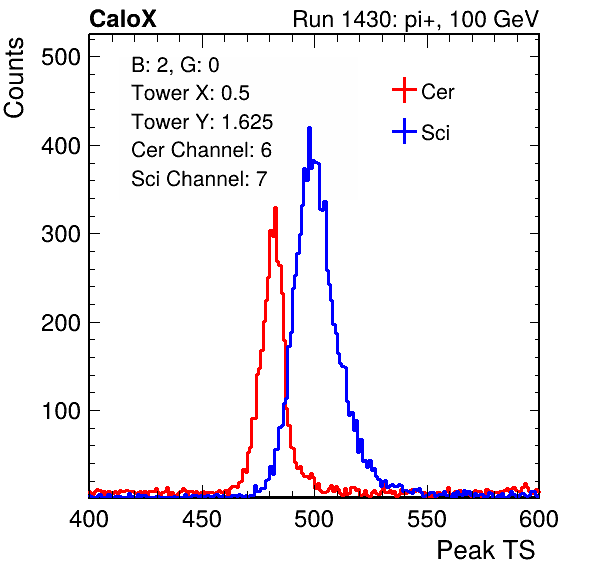 CaloX Run 1430: pi+, 100 GeV
Counts
500
400
300
200
100
B: 2, G: 0
Tower X: 0.5
Tower Y: 1.625
Cer Channel: 6
Sci Channel: 7
Cer
Sci
400 450 500 550 600
Peak TS